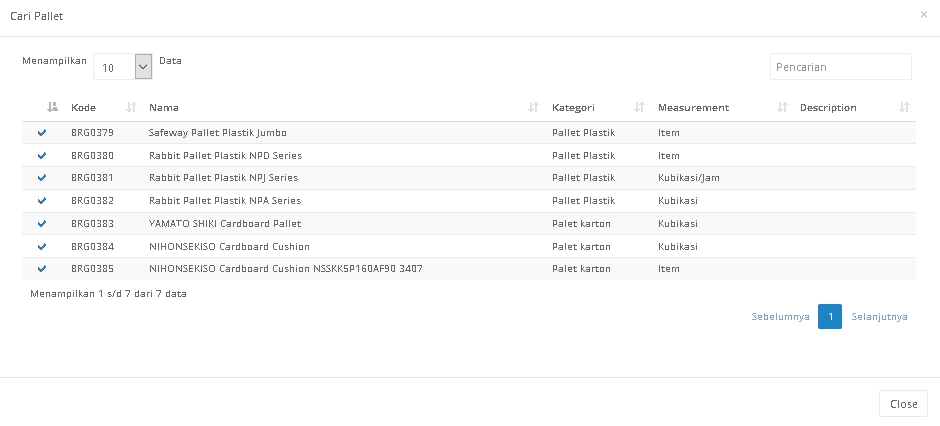 Cari Pallet ×
Menampilkan 10 Data Pencarian
Kode Nama Kategori Measurement Description
BRG0379 Safeway Pallet Plastik Jumbo Pallet Plastik Item
BRG0380 Rabbit Pallet Plastik NPD Series Pallet Plastik Item
BRG0381 Rabbit Pallet Plastik NPJ Series Pallet Plastik Kubikasi/Jam
BRG0382 Rabbit Pallet Plastik NPA Series Pallet Plastik Kubikasi
BRG0383 YAMATO SHIKI Cardboard Pallet Palet karton Kubikasi
BRG0384 NIHONSEKISO Cardboard Cushion Palet karton Kubikasi
BRG0385 NIHONSEKISO Cardboard Cushion NSSKK5P160AF90 3407 Palet karton Item
Menampilkan 1 s/d 7 dari 7 data
Sebelumnya 1 Selanjutnya
Close